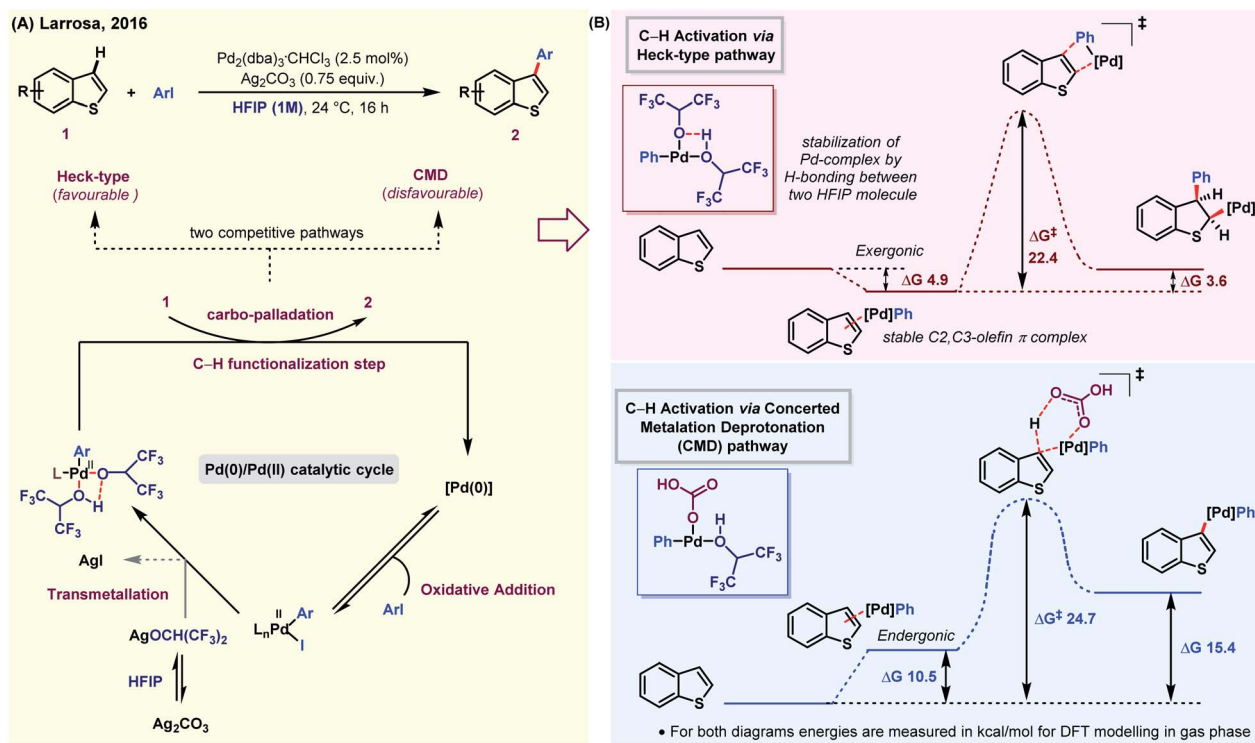 (A) Larrosa, 2016
H
R
S
1
+
ArI
Pd2(dba)3·CHCl3 (2.5 mol%)
Ag2CO3 (0.75 equiv.)
HFIP (1M), 24 °C, 16 h
Ar
R
S
2
Heck-type
(favourable )
CMD
(disfavourable)
two competitive pathways
1
2
carbo-palladation
C–H functionalization step
Ar
II
L–Pd
O
CF3
CF3
F3C
O
H
CF3
Pd(0)/Pd(II) catalytic cycle
[Pd(0)]
AgI
Transmetallation
Oxidative Addition
ArI
II
Ar
LnPd
I
AgOCH(CF3)2
HFIP
Ag2CO3
(B)
C–H Activation via
Heck-type pathway
Ph
[Pd]
S
‡
F3C
CF3
O
H
Ph–Pd–O
CF3
F3C
stabilization of
Pd-complex by
H-bonding between
two HFIP molecule
Ph
H
[Pd]
S
H
S
Exergonic
ΔG 4.9
ΔG‡
22.4
ΔG 3.6
[Pd]Ph
S
stable C2,C3-olefin π complex
C–H Activation via Concerted
Metalation Deprotonation
(CMD) pathway
O
OH
H
O
[Pd]Ph
S
‡
HO
O
O
H
Ph–Pd–O
CF3
F3C
[Pd]Ph
S
[Pd]Ph
S
Endergonic
ΔG‡ 24.7
ΔG 10.5
ΔG 15.4
S
• For both diagrams energies are measured in kcal/mol for DFT modelling in gas phase